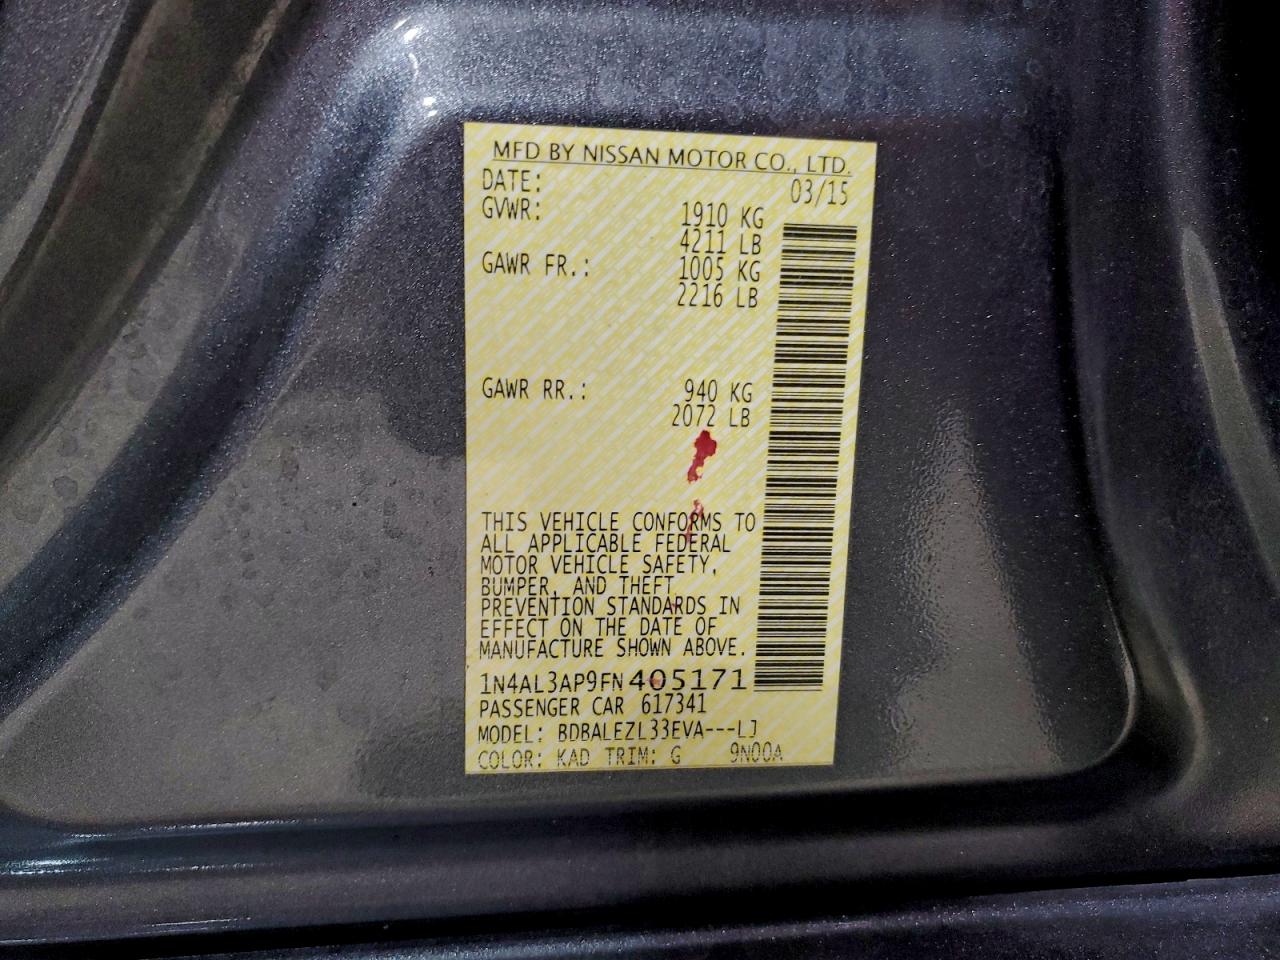 MFD BY NISSAN MOTOR CO., LTD.
DATE: 03/15
GVWR: 1910 KG
4211 LB
GAWR FR.: 1005 KG
2216 LB
GAWR RR.: 940 KG
2072 LB
THIS VEHICLE CONFORMS TO
ALL APPLICABLE FEDERAL
MOTOR VEHICLE SAFETY,
BUMPER, AND THEFT
PREVENTION STANDARDS IN
EFFECT ON THE DATE OF
MANUFACTURE SHOWN ABOVE.
1N4AL3AP9FN405171
PASSENGER CAR 617341
MODEL: BDBALEZL33EVA---LJ
COLOR: KAD TRIM: G 9N00A